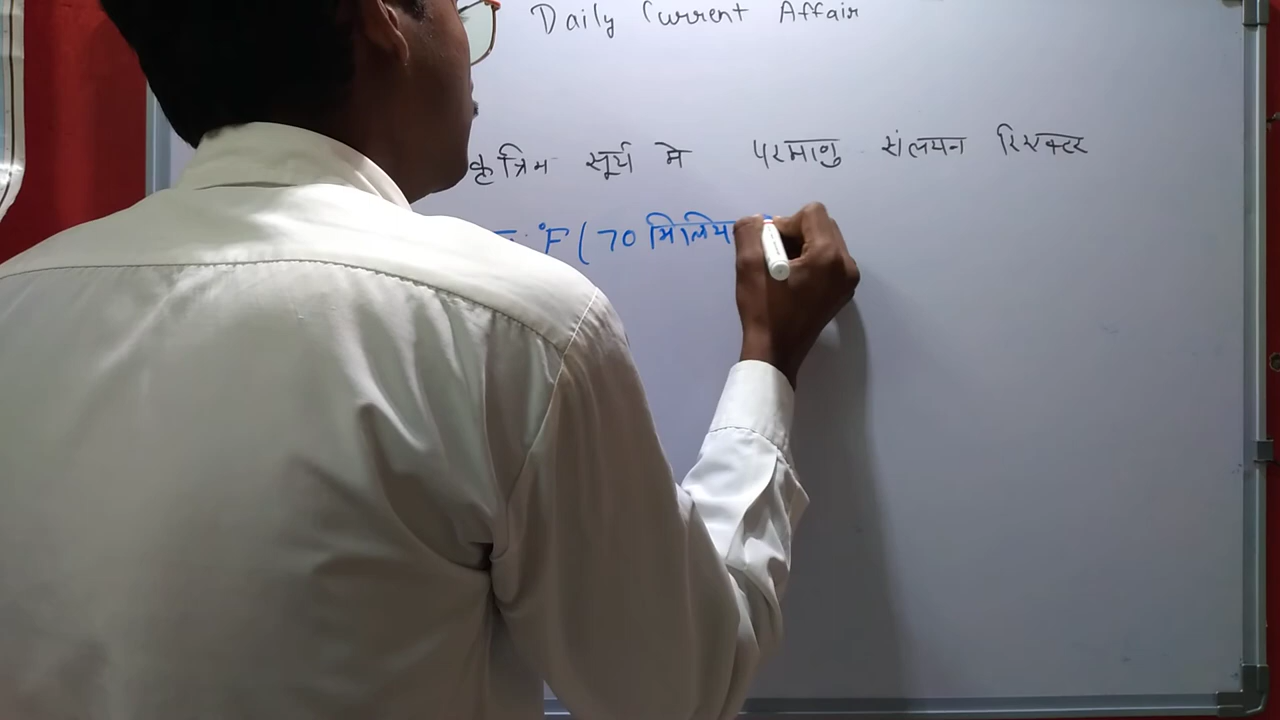 Daily Current Affair
कृत्रिम सूर्य मे परमाणु संलयन रिएक्टर
°F (70 मिलिय